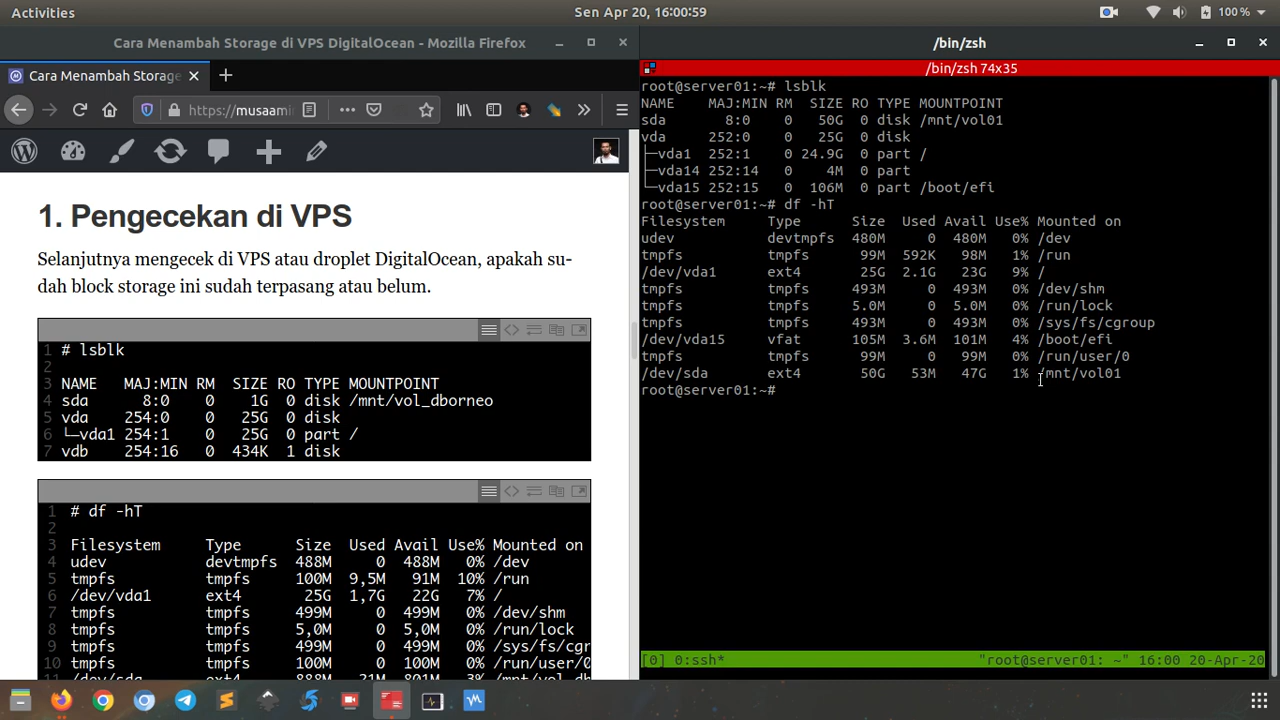 Activities
Sen Apr 20, 16:00:59
100 %
Cara Menambah Storage di VPS DigitalOcean - Mozilla Firefox
Cara Menambah Storage
https://musaami
1. Pengecekan di VPS
Selanjutnya mengecek di VPS atau droplet DigitalOcean, apakah su-
dah block storage ini sudah terpasang atau belum.
1 # lsblk
2
3 NAME MAJ:MIN RM SIZE RO TYPE MOUNTPOINT
4 sda 8:0 0 1G 0 disk /mnt/vol_dborneo
5 vda 254:0 0 25G 0 disk
6 └─vda1 254:1 0 25G 0 part /
7 vdb 254:16 0 434K 1 disk
1 # df -hT
2
3 Filesystem Type Size Used Avail Use% Mounted on
4 udev devtmpfs 488M 0 488M 0% /dev
5 tmpfs tmpfs 100M 9,5M 91M 10% /run
6 /dev/vda1 ext4 25G 1,7G 22G 7% /
7 tmpfs tmpfs 499M 0 499M 0% /dev/shm
8 tmpfs tmpfs 5,0M 0 5,0M 0% /run/lock
9 tmpfs tmpfs 499M 0 499M 0% /sys/fs/cgr
10 tmpfs tmpfs 100M 0 100M 0% /run/user/0
/bin/zsh
/bin/zsh 74x35
root@server01:~# lsblk
NAME MAJ:MIN RM SIZE RO TYPE MOUNTPOINT
sda 8:0 0 50G 0 disk /mnt/vol01
vda 252:0 0 25G 0 disk
├─vda1 252:1 0 24.9G 0 part /
├─vda14 252:14 0 4M 0 part
└─vda15 252:15 0 106M 0 part /boot/efi
root@server01:~# df -hT
Filesystem Type Size Used Avail Use% Mounted on
udev devtmpfs 480M 0 480M 0% /dev
tmpfs tmpfs 99M 592K 98M 1% /run
/dev/vda1 ext4 25G 2.1G 23G 9% /
tmpfs tmpfs 493M 0 493M 0% /dev/shm
tmpfs tmpfs 5.0M 0 5.0M 0% /run/lock
tmpfs tmpfs 493M 0 493M 0% /sys/fs/cgroup
/dev/vda15 vfat 105M 3.6M 101M 4% /boot/efi
tmpfs tmpfs 99M 0 99M 0% /run/user/0
/dev/sda ext4 50G 53M 47G 1% /mnt/vol01
root@server01:~#
[0] 0:ssh* "root@server01: ~" 16:00 20-Apr-20